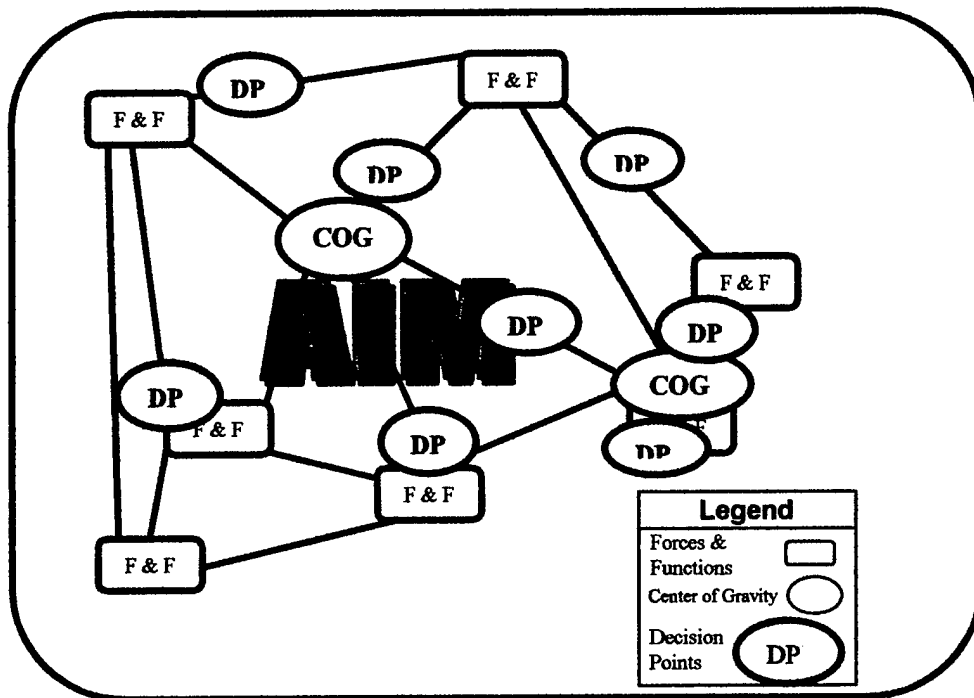 DP
F & F
F & F
DP
DP
COG
F & F
AIM
DP
DP
COG
DP
F & F
DP
F
DP
F & F
F & F
Legend
Forces &
Functions
Center of Gravity
Decision
Points
DP